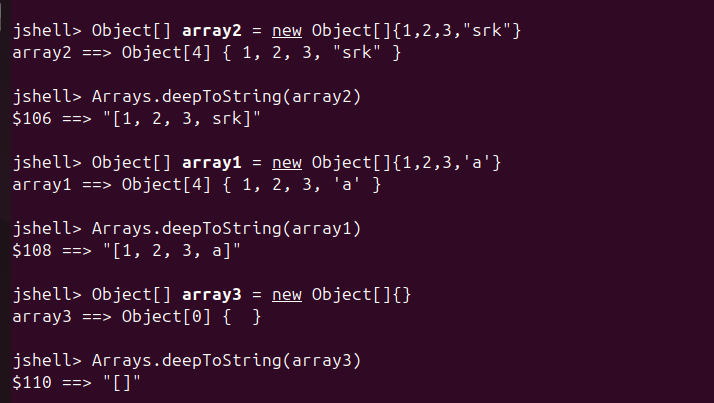 jshell> Object[] array2 = new Object[]{1,2,3,"srk"}
array2 ==> Object[4] { 1, 2, 3, "srk" }
jshell> Arrays.deepToString(array2)
$106 ==> "[1, 2, 3, srk]"
jshell> Object[] array1 = new Object[]{1,2,3,'a'}
array1 ==> Object[4] { 1, 2, 3, 'a' }
jshell> Arrays.deepToString(array1)
$108 ==> "[1, 2, 3, a]"
jshell> Object[] array3 = new Object[]{}
array3 ==> Object[0] {  }
jshell> Arrays.deepToString(array3)
$110 ==> "[]"